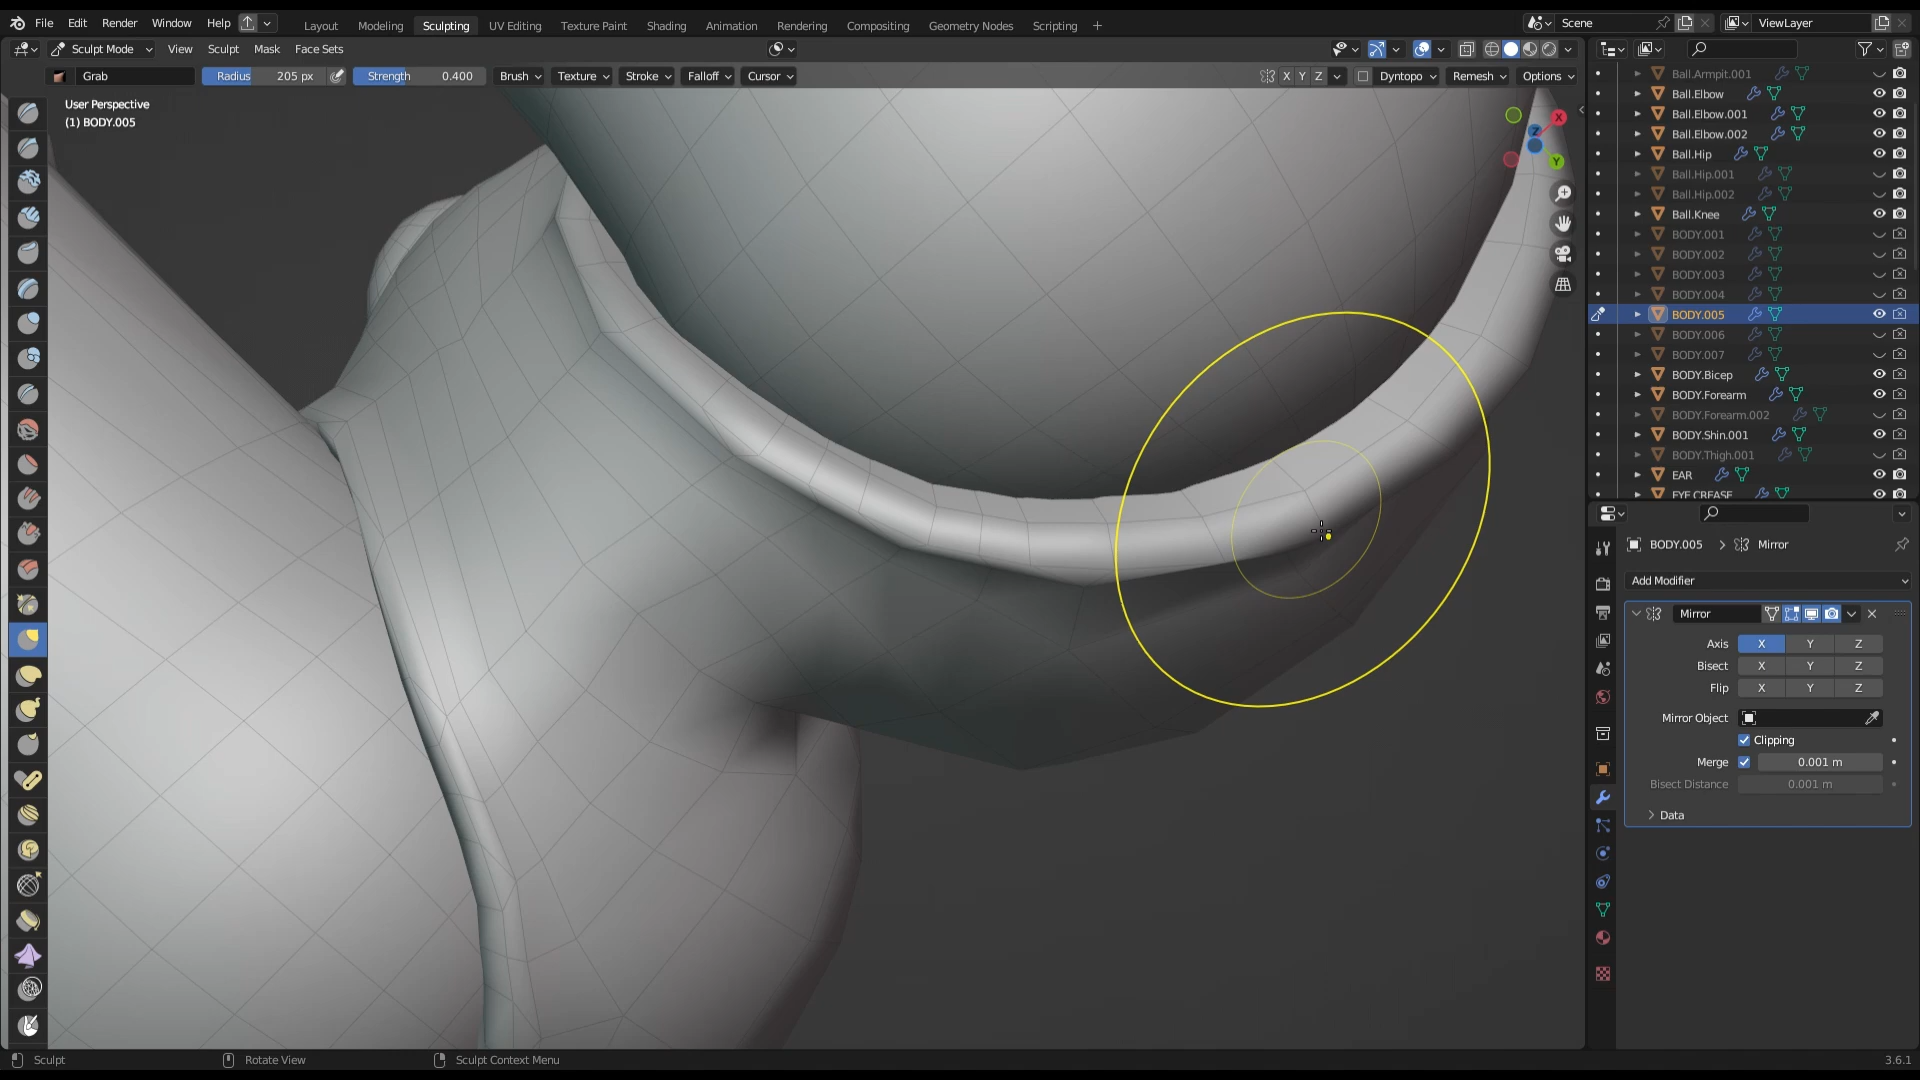 File Edit Render Window Help
Layout Modeling Sculpting UV Editing Texture Paint Shading Animation Rendering Compositing Geometry Nodes Scripting +
Scene
ViewLayer
Sculpt Mode View Sculpt Mask Face Sets
Grab Radius 205 px Strength 0.400 Brush Texture Stroke Falloff Cursor X Y Z Dyntopo Remesh Options
User Perspective
(1) BODY.005
X
Y
Z
Ball.Armpit.001
Ball.Elbow
Ball.Elbow.001
Ball.Elbow.002
Ball.Hip
Ball.Hip.001
Ball.Hip.002
Ball.Knee
BODY.001
BODY.002
BODY.003
BODY.004
BODY.005
BODY.006
BODY.007
BODY.Bicep
BODY.Forearm
BODY.Forearm.002
BODY.Shin.001
BODY.Thigh.001
EAR
EYE CREASE
BODY.005 Mirror
Add Modifier
Mirror
Axis X Y Z
Bisect X Y Z
Flip X Y Z
Mirror Object
Clipping
Merge 0.001 m
Bisect Distance 0.001 m
Data
Sculpt Rotate View Sculpt Context Menu 3.6.1